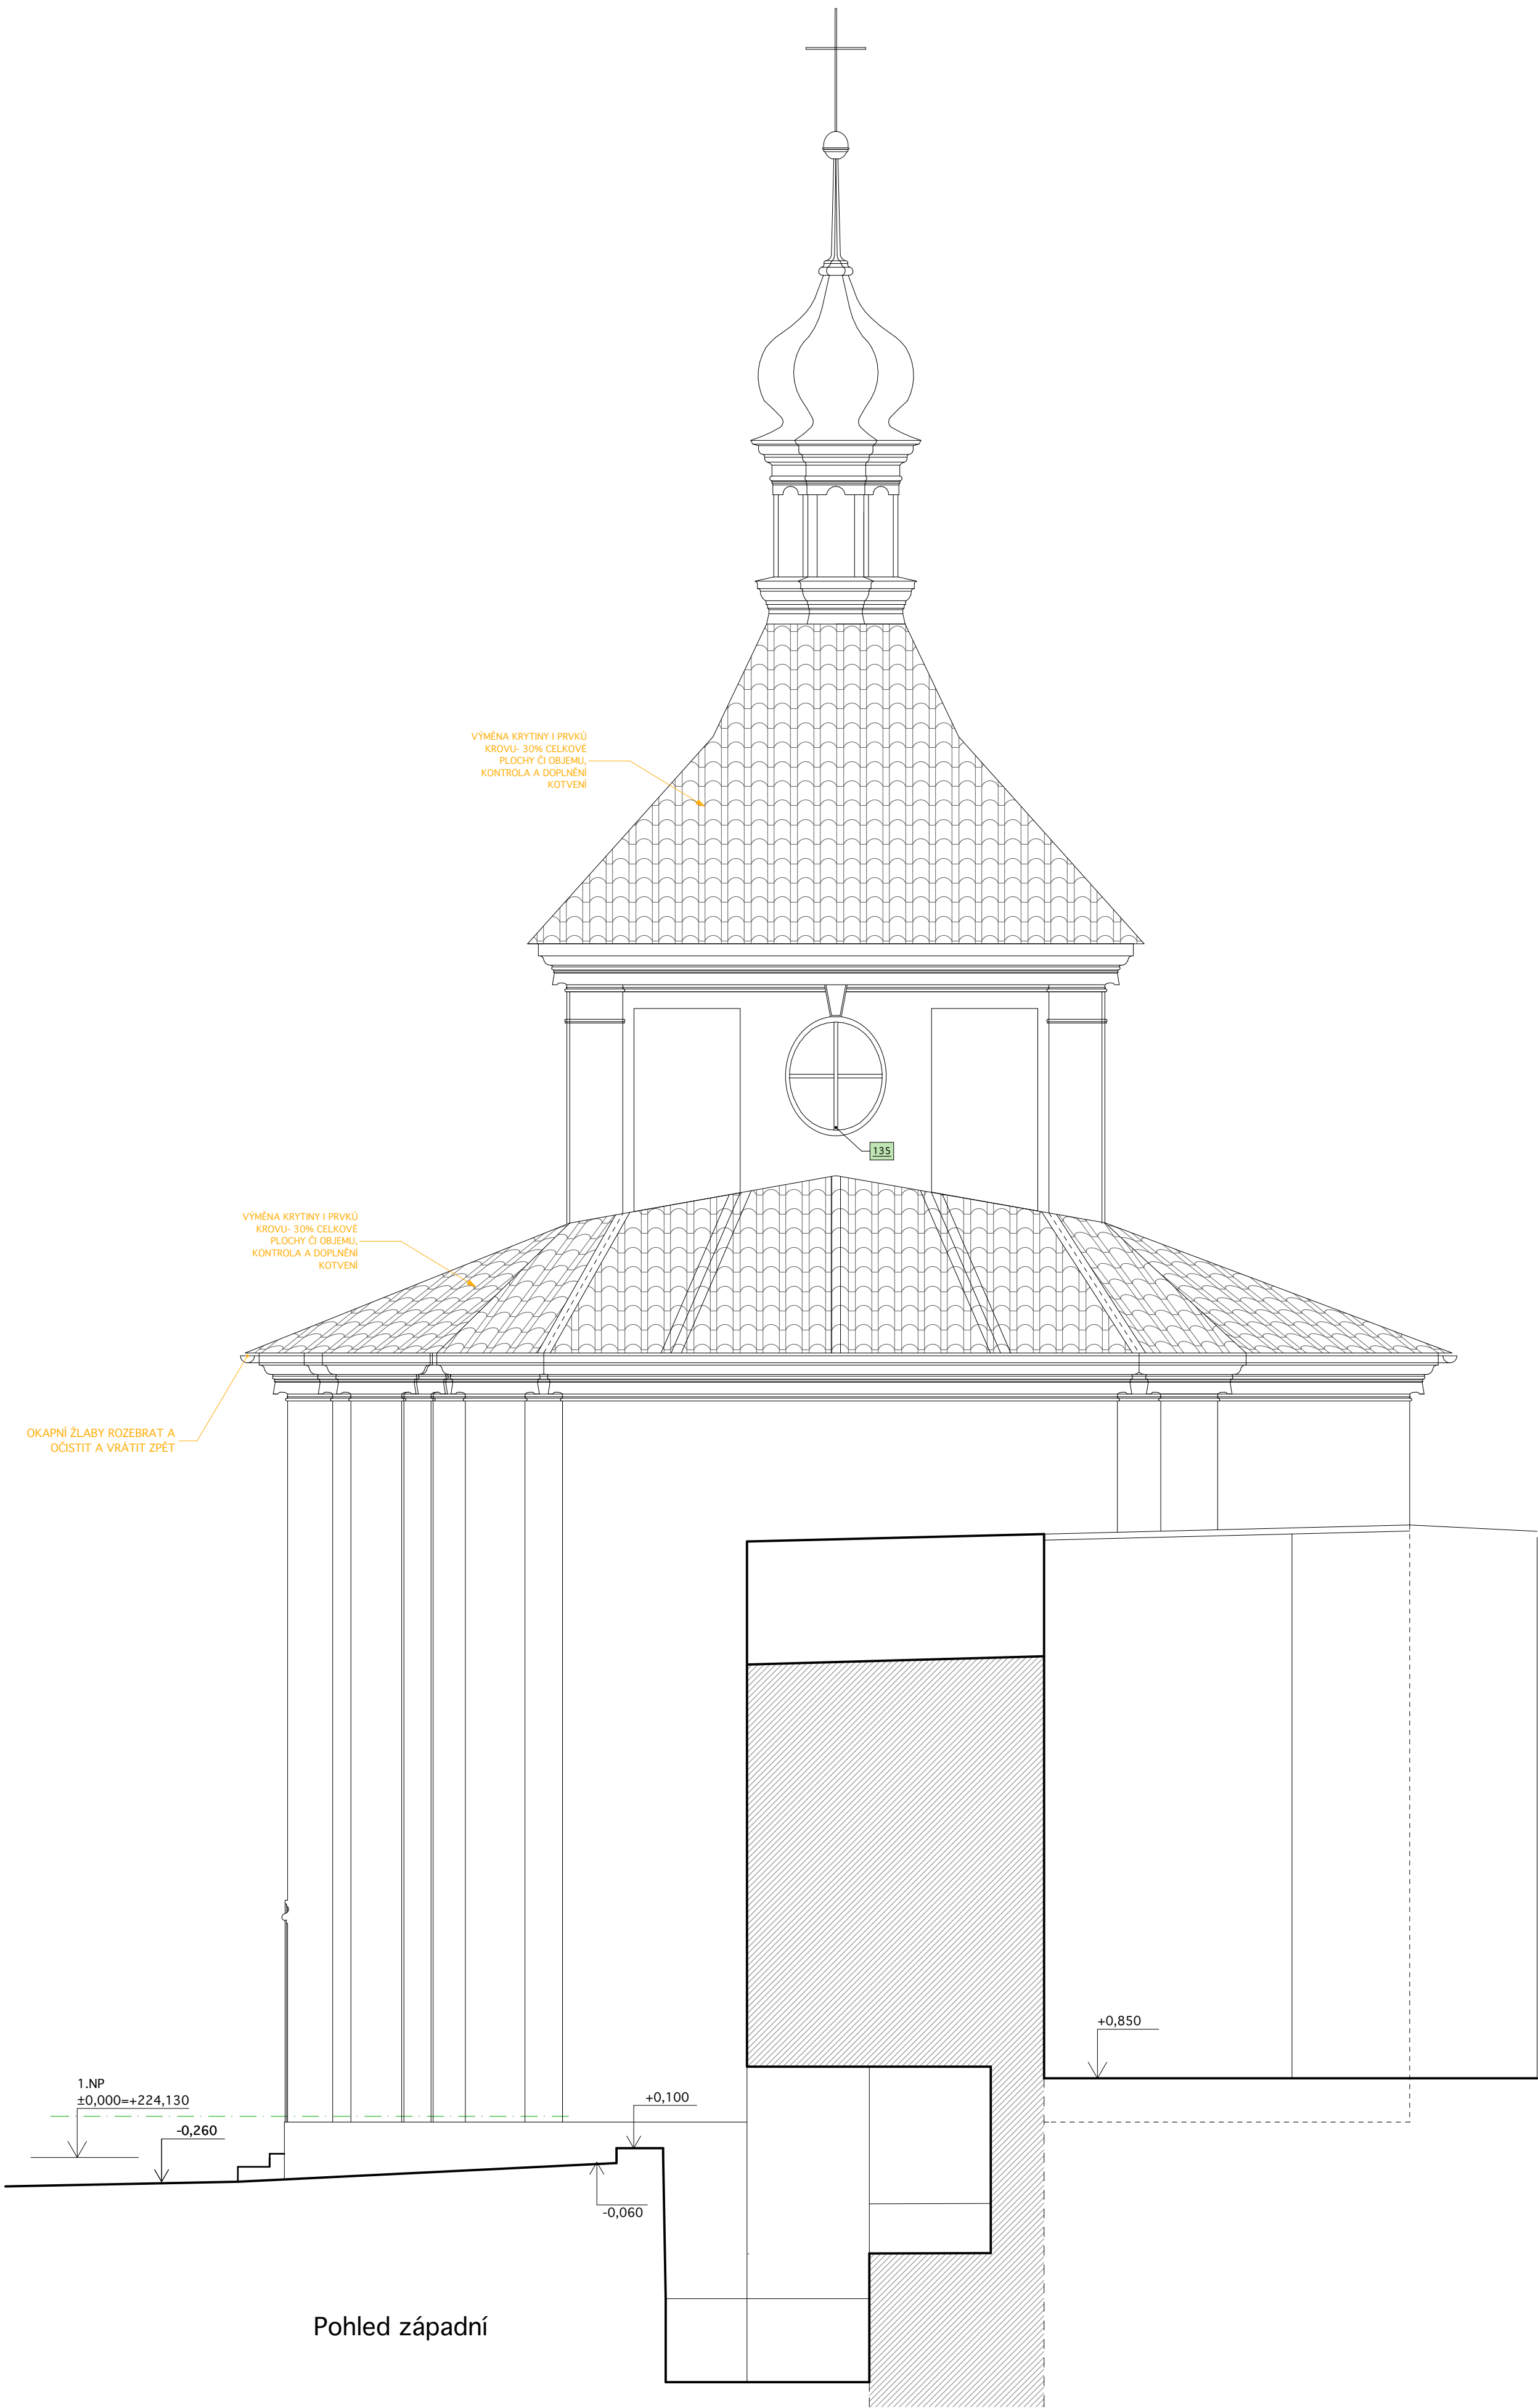 VÝMĚNA KRYTINY I PRVKŮ
KROVU- 30% CELKOVÉ
PLOCHY ČI OBJEMU,
KONTROLA A DOPLNĚNÍ
KOTVENÍ
135
VÝMĚNA KRYTINY I PRVKŮ
KROVU- 30% CELKOVÉ
PLOCHY ČI OBJEMU,
KONTROLA A DOPLNĚNÍ
KOTVENÍ
OKAPNÍ ŽLABY ROZEBRAT A
OČISTIT A VRÁTIT ZPĚT
+0,850
1.NP
±0,000=+224,130
+0,100
-0,260
-0,060
Pohled západní